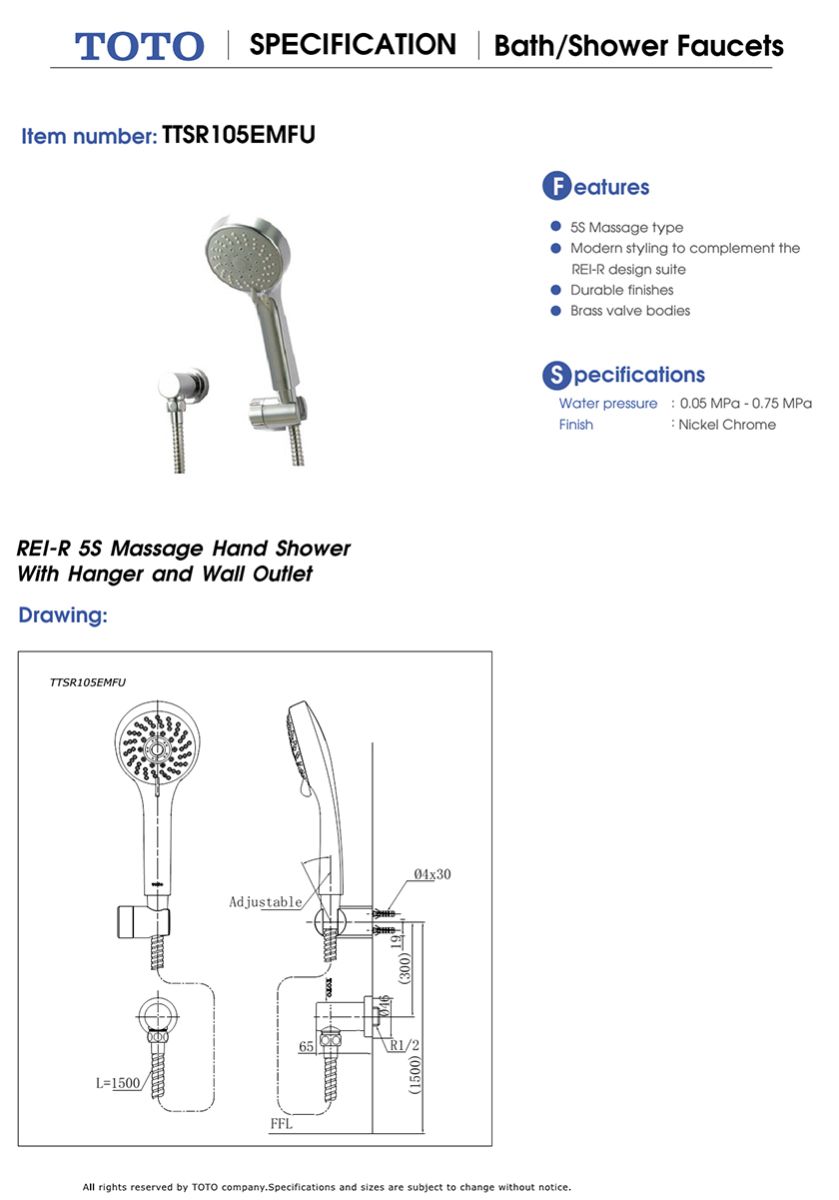 TOTO SPECIFICATION Bath/Shower Faucets
Item number: TTSR105EMFU
Features
5S Massage type
Modern styling to complement the
REI-R design suite
Durable finishes
Brass valve bodies
Specifications
Water pressure : 0.05 MPa - 0.75 MPa
Finish : Nickel Chrome
REI-R 5S Massage Hand Shower
With Hanger and Wall Outlet
Drawing:
TTSR105EMFU
TOTO
Ø4x30
Adjustable
19
(300)
TOTO
Ø46
65
R1/2
L=1500
(1500)
FFL
All rights reserved by TOTO company.Specifications and sizes are subject to change without notice.